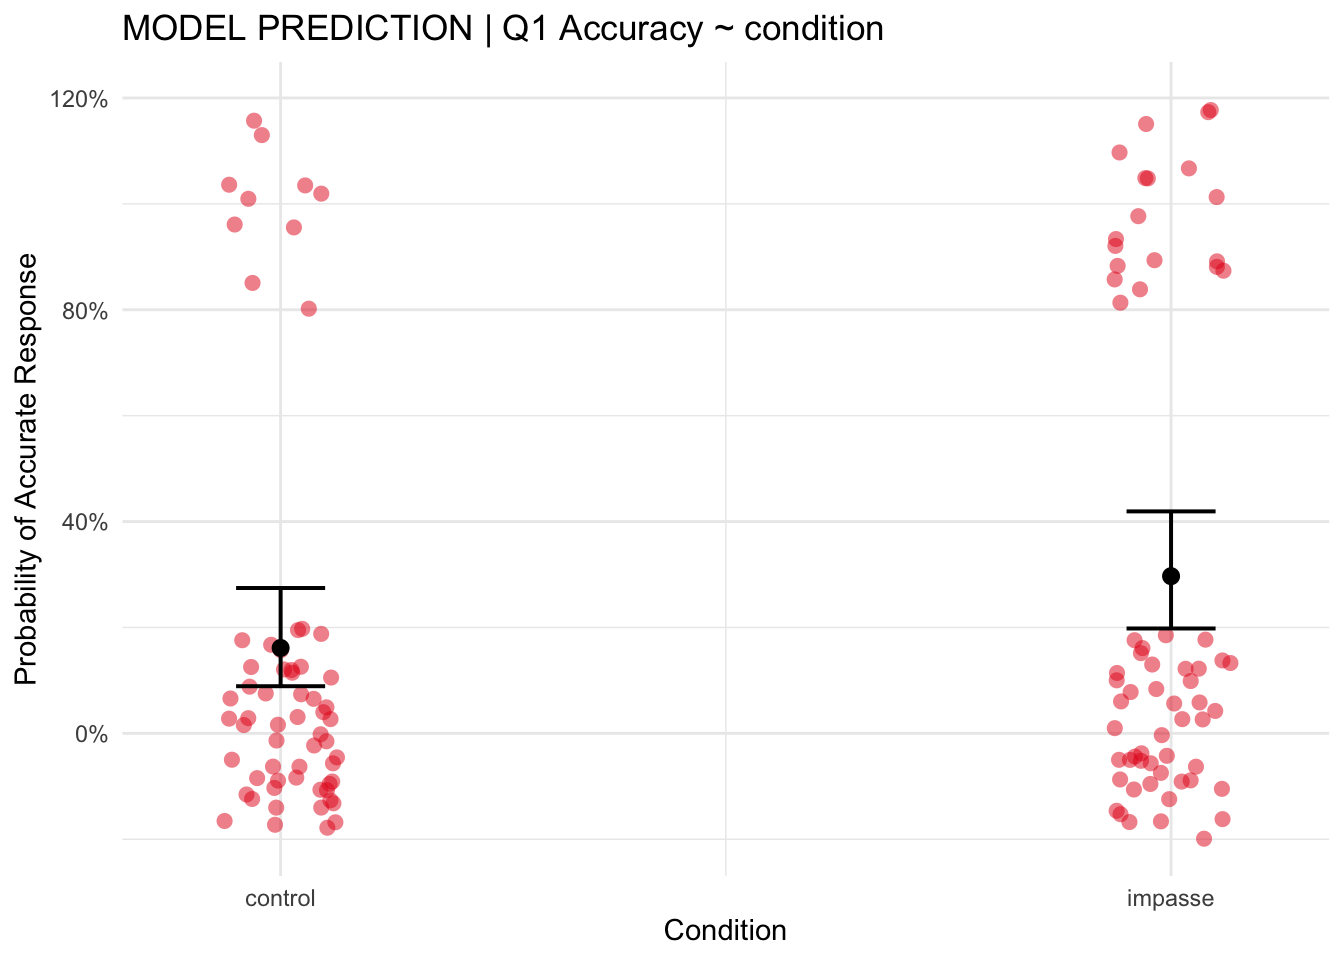 MODEL PREDICTION | Q1 Accuracy ~ condition
120%
80%
40%
0%
Probability of Accurate Response
control
impasse
Condition